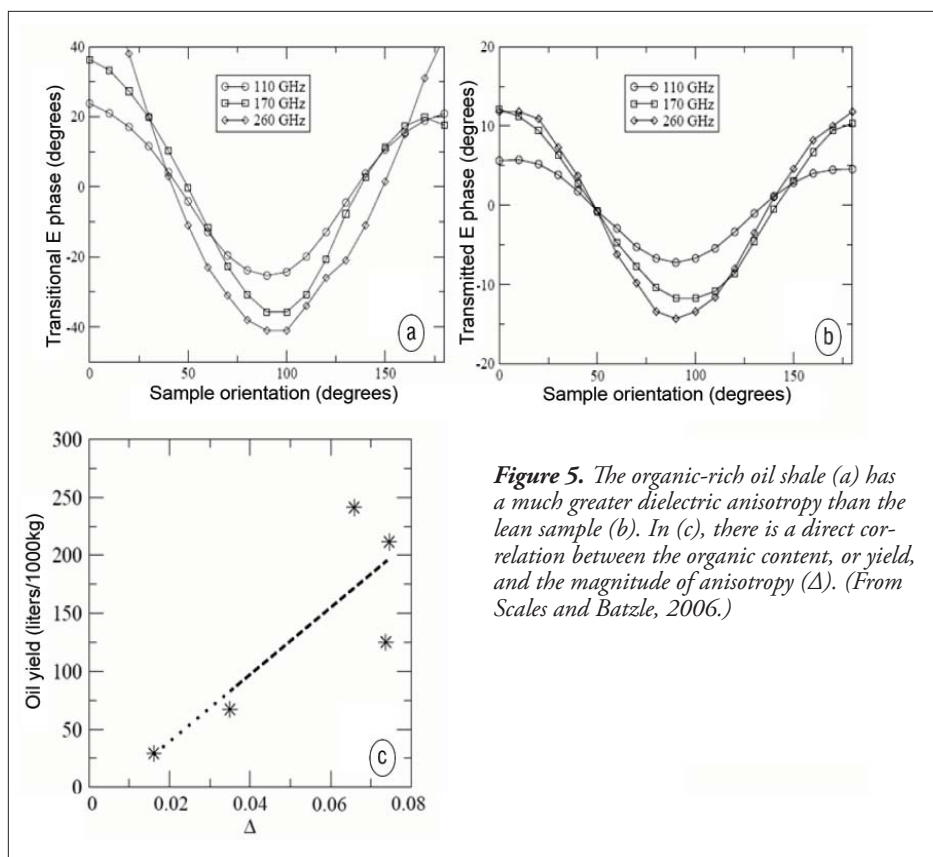 40
20
0
-20
-40
Transitional E phase (degrees)
110 GHz
170 GHz
260 GHz
a
0
50
100
150
Sample orientation (degrees)
20
10
0
-10
-20
Transmitted E phase (degrees)
110 GHz
170 GHz
260 GHz
b
0
50
100
150
Sample orientation (degrees)
300
250
200
150
100
50
0
Oil yield (liters/1000kg)
c
0
0.02
0.04
0.06
0.08
Δ
Figure 5. The organic-rich oil shale (a) has
a much greater dielectric anisotropy than the
lean sample (b). In (c), there is a direct cor-
relation between the organic content, or yield,
and the magnitude of anisotropy (Δ). (From
Scales and Batzle, 2006.)